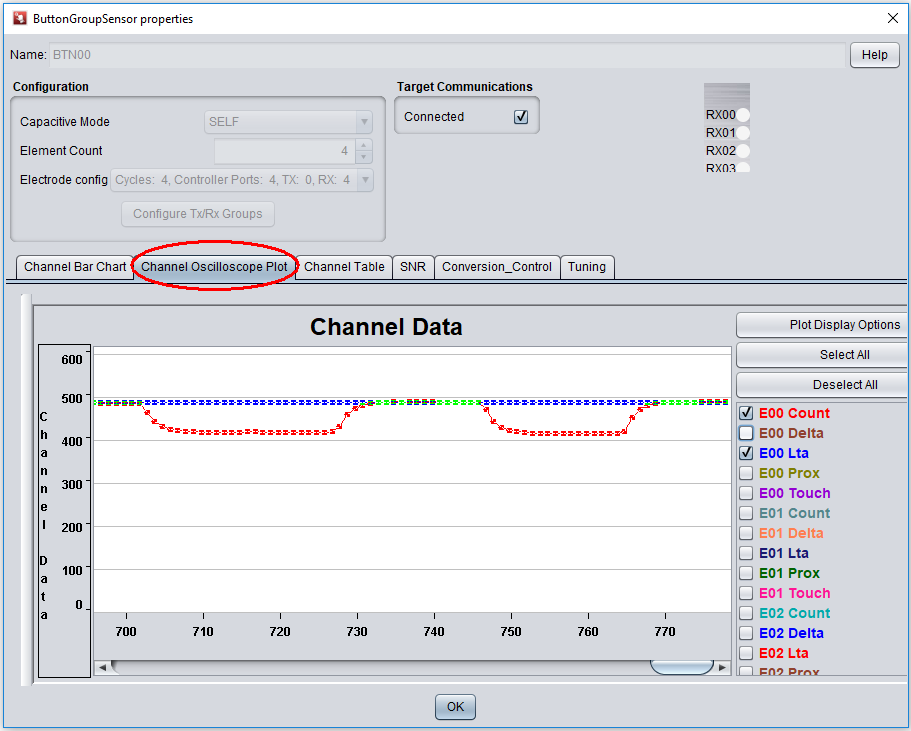 ButtonGroupSensor properties
Name: BTN00
Help
Configuration
Target Communications
Capacitive Mode SELF
Connected
Element Count 4
Electrode config Cycles: 4, Controller Ports: 4, TX: 0, RX: 4
Configure Tx/Rx Groups
RX00
RX01
RX02
RX03
Channel Bar Chart Channel Oscilloscope Plot Channel Table SNR Conversion_Control Tuning
Channel Data
Channel Data
600
500
400
300
200
100
0
700 710 720 730 740 750 760 770
Plot Display Options
Select All
Deselect All
E00 Count
E00 Delta
E00 Lta
E00 Prox
E00 Touch
E01 Count
E01 Delta
E01 Lta
E01 Prox
E01 Touch
E02 Count
E02 Delta
E02 Lta
E02 Prox
OK